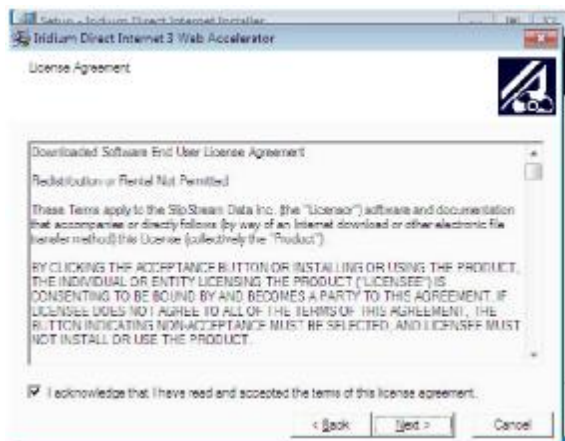 Setup - Iridium Direct Internet Installer
Iridium Direct Internet 3 Web Accelerator
License Agreement
Downloaded Software End User License Agreement
Redistribution or Rental Not Permitted
These Terms apply to the SlipStream Data Inc. (the "Licensor") software and documentation
that accompanies or directly follows (by way of an Internet download or other electronic file
transfer method) this License (collectively the "Product").
BY CLICKING THE ACCEPTANCE BUTTON OR INSTALLING OR USING THE PRODUCT,
THE INDIVIDUAL OR ENTITY LICENSING THE PRODUCT ("LICENSEE") IS
CONSENTING TO BE BOUND BY AND BECOMES A PARTY TO THIS AGREEMENT. IF
LICENSEE DOES NOT AGREE TO ALL OF THE TERMS OF THIS AGREEMENT, THE
BUTTON INDICATING NON-ACCEPTANCE MUST BE SELECTED, AND LICENSEE MUST
NOT INSTALL OR USE THE PRODUCT.
I acknowledge that I have read and accepted the terms of this license agreement.
< Back Next > Cancel